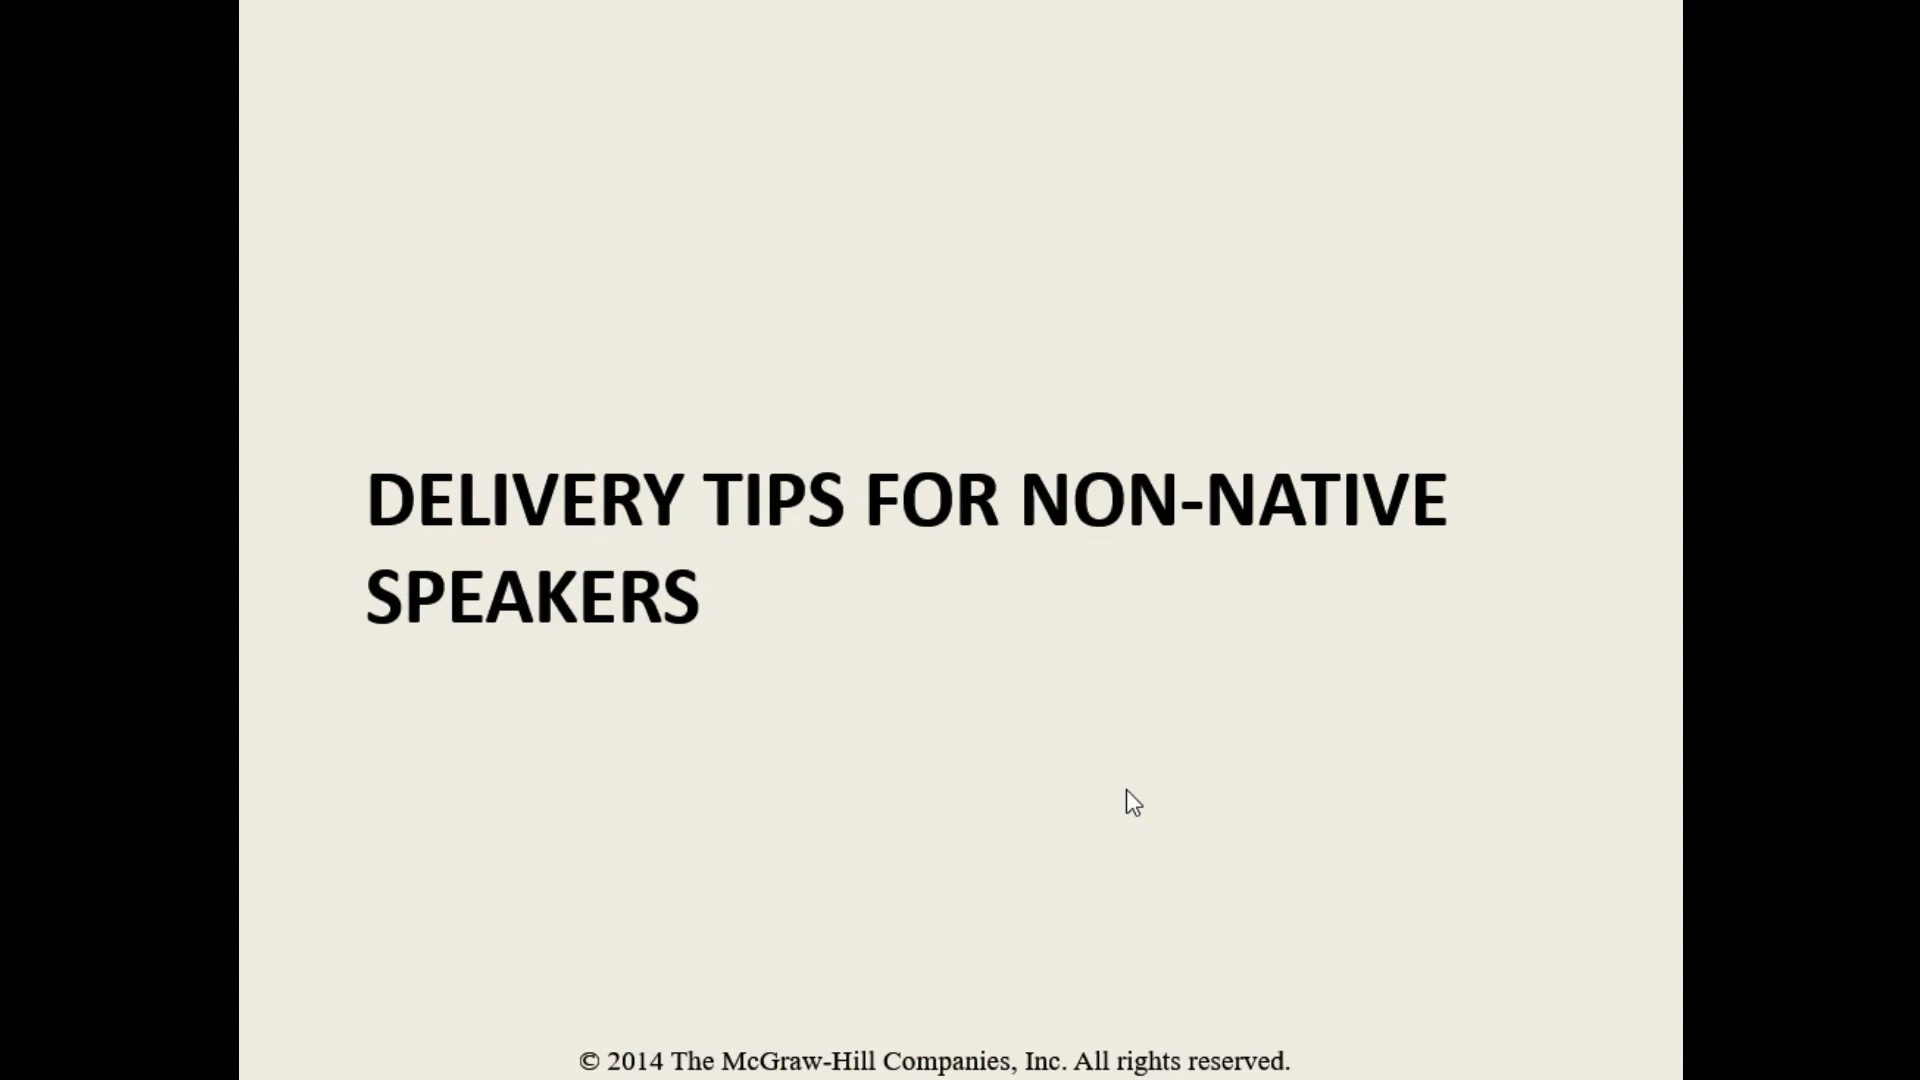 DELIVERY TIPS FOR NON-NATIVE
SPEAKERS
© 2014 The McGraw-Hill Companies, Inc. All rights reserved.